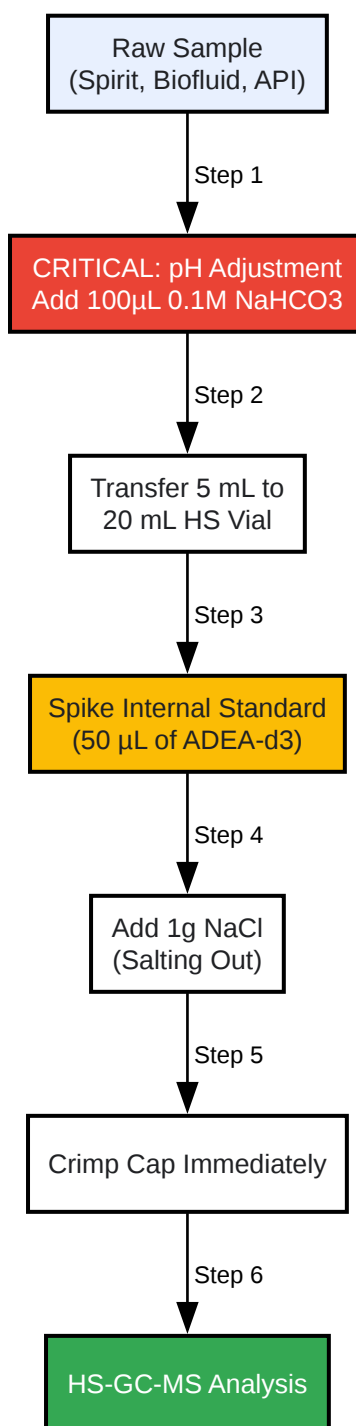 Raw Sample
(Spirit, Biofluid, API)
Step 1
CRITICAL: pH Adjustment
Add 100µL 0.1M NaHCO3
Step 2
Transfer 5 mL to
20 mL HS Vial
Step 3
Spike Internal Standard
(50 µL of ADEA-d3)
Step 4
Add 1g NaCl
(Salting Out)
Step 5
Crimp Cap Immediately
Step 6
HS-GC-MS Analysis